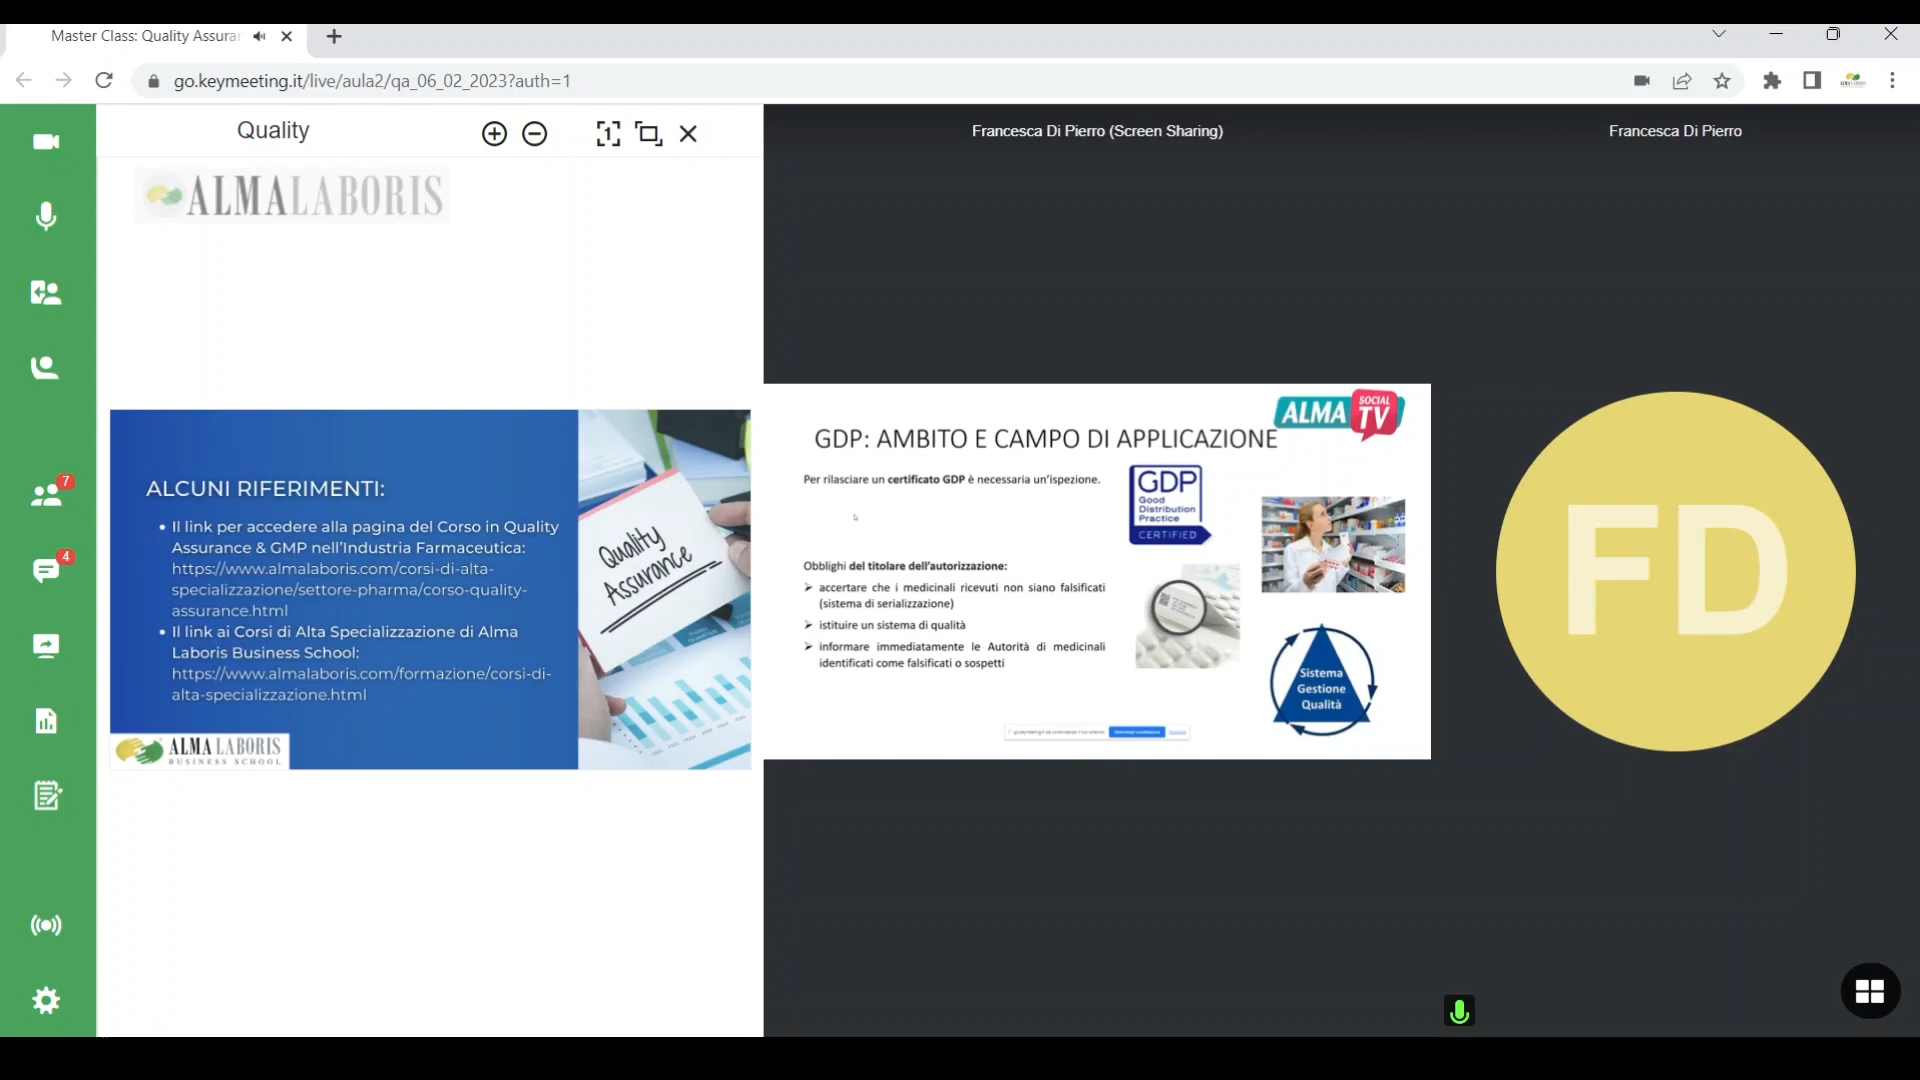 Master Class: Quality Assurar
go.keymeeting.it/live/aula2/qa_06_02_2023?auth=1
Quality
ALMALABORIS
ALCUNI RIFERIMENTI:
• Il link per accedere alla pagina del Corso in Quality
Assurance & GMP nell'Industria Farmaceutica:
https://www.almalaboris.com/corsi-di-alta-
specializzazione/settore-pharma/corso-quality-
assurance.html
• Il link ai Corsi di Alta Specializzazione di Alma
Laboris Business School:
https://www.almalaboris.com/formazione/corsi-di-
alta-specializzazione.html
ALMA LABORIS
BUSINESS SCHOOL
Quality
Assurance
7
4
Francesca Di Pierro (Screen Sharing)
ALMA SOCIAL TV
GDP: AMBITO E CAMPO DI APPLICAZIONE
Per rilasciare un certificato GDP è necessaria un'ispezione.
GDP
Good
Distribution
Practice
CERTIFIED
Obblighi del titolare dell'autorizzazione:
➢ accertare che i medicinali ricevuti non siano falsificati
(sistema di serializzazione)
➢ istituire un sistema di qualità
➢ informare immediatamente le Autorità di medicinali
identificati come falsificati o sospetti
Sistema
Gestione
Qualità
Francesca Di Pierro
FD